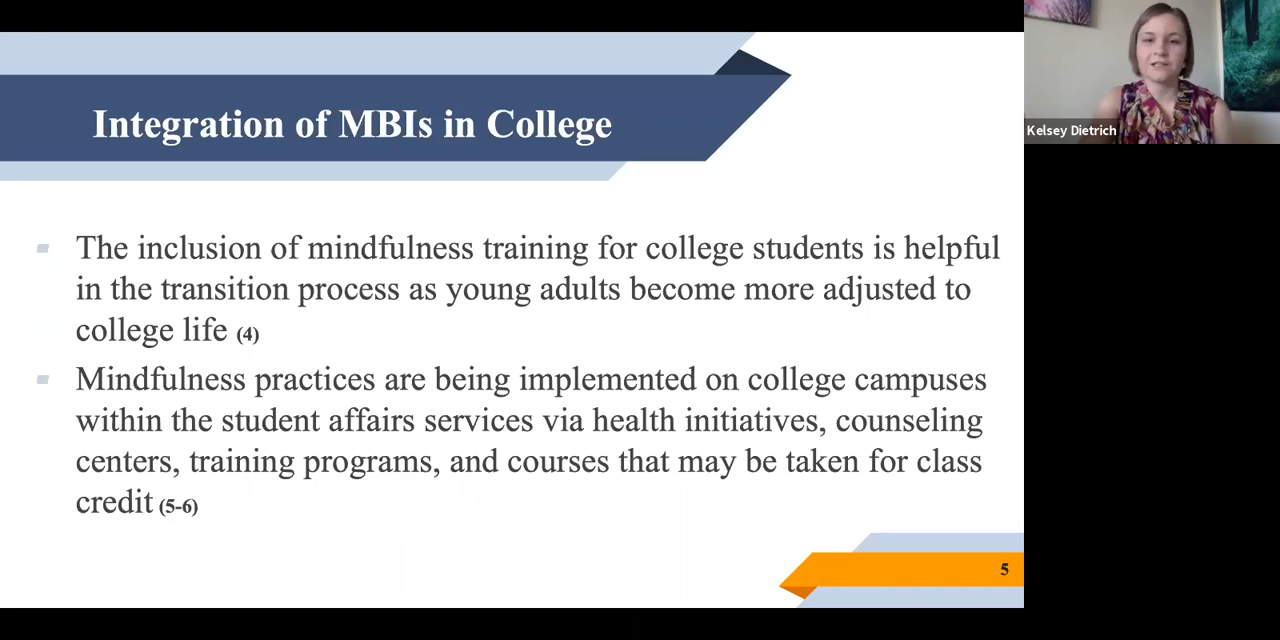 Integration of MBIs in College
The inclusion of mindfulness training for college students is helpful
in the transition process as young adults become more adjusted to
college life (4)
Mindfulness practices are being implemented on college campuses
within the student affairs services via health initiatives, counseling
centers, training programs, and courses that may be taken for class
credit (5-6)
5
Kelsey Dietrich